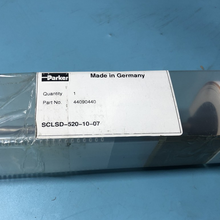 Parker
Made in Germany
Quantity 1
Part No. 44090440
SCLSD-520-10-07